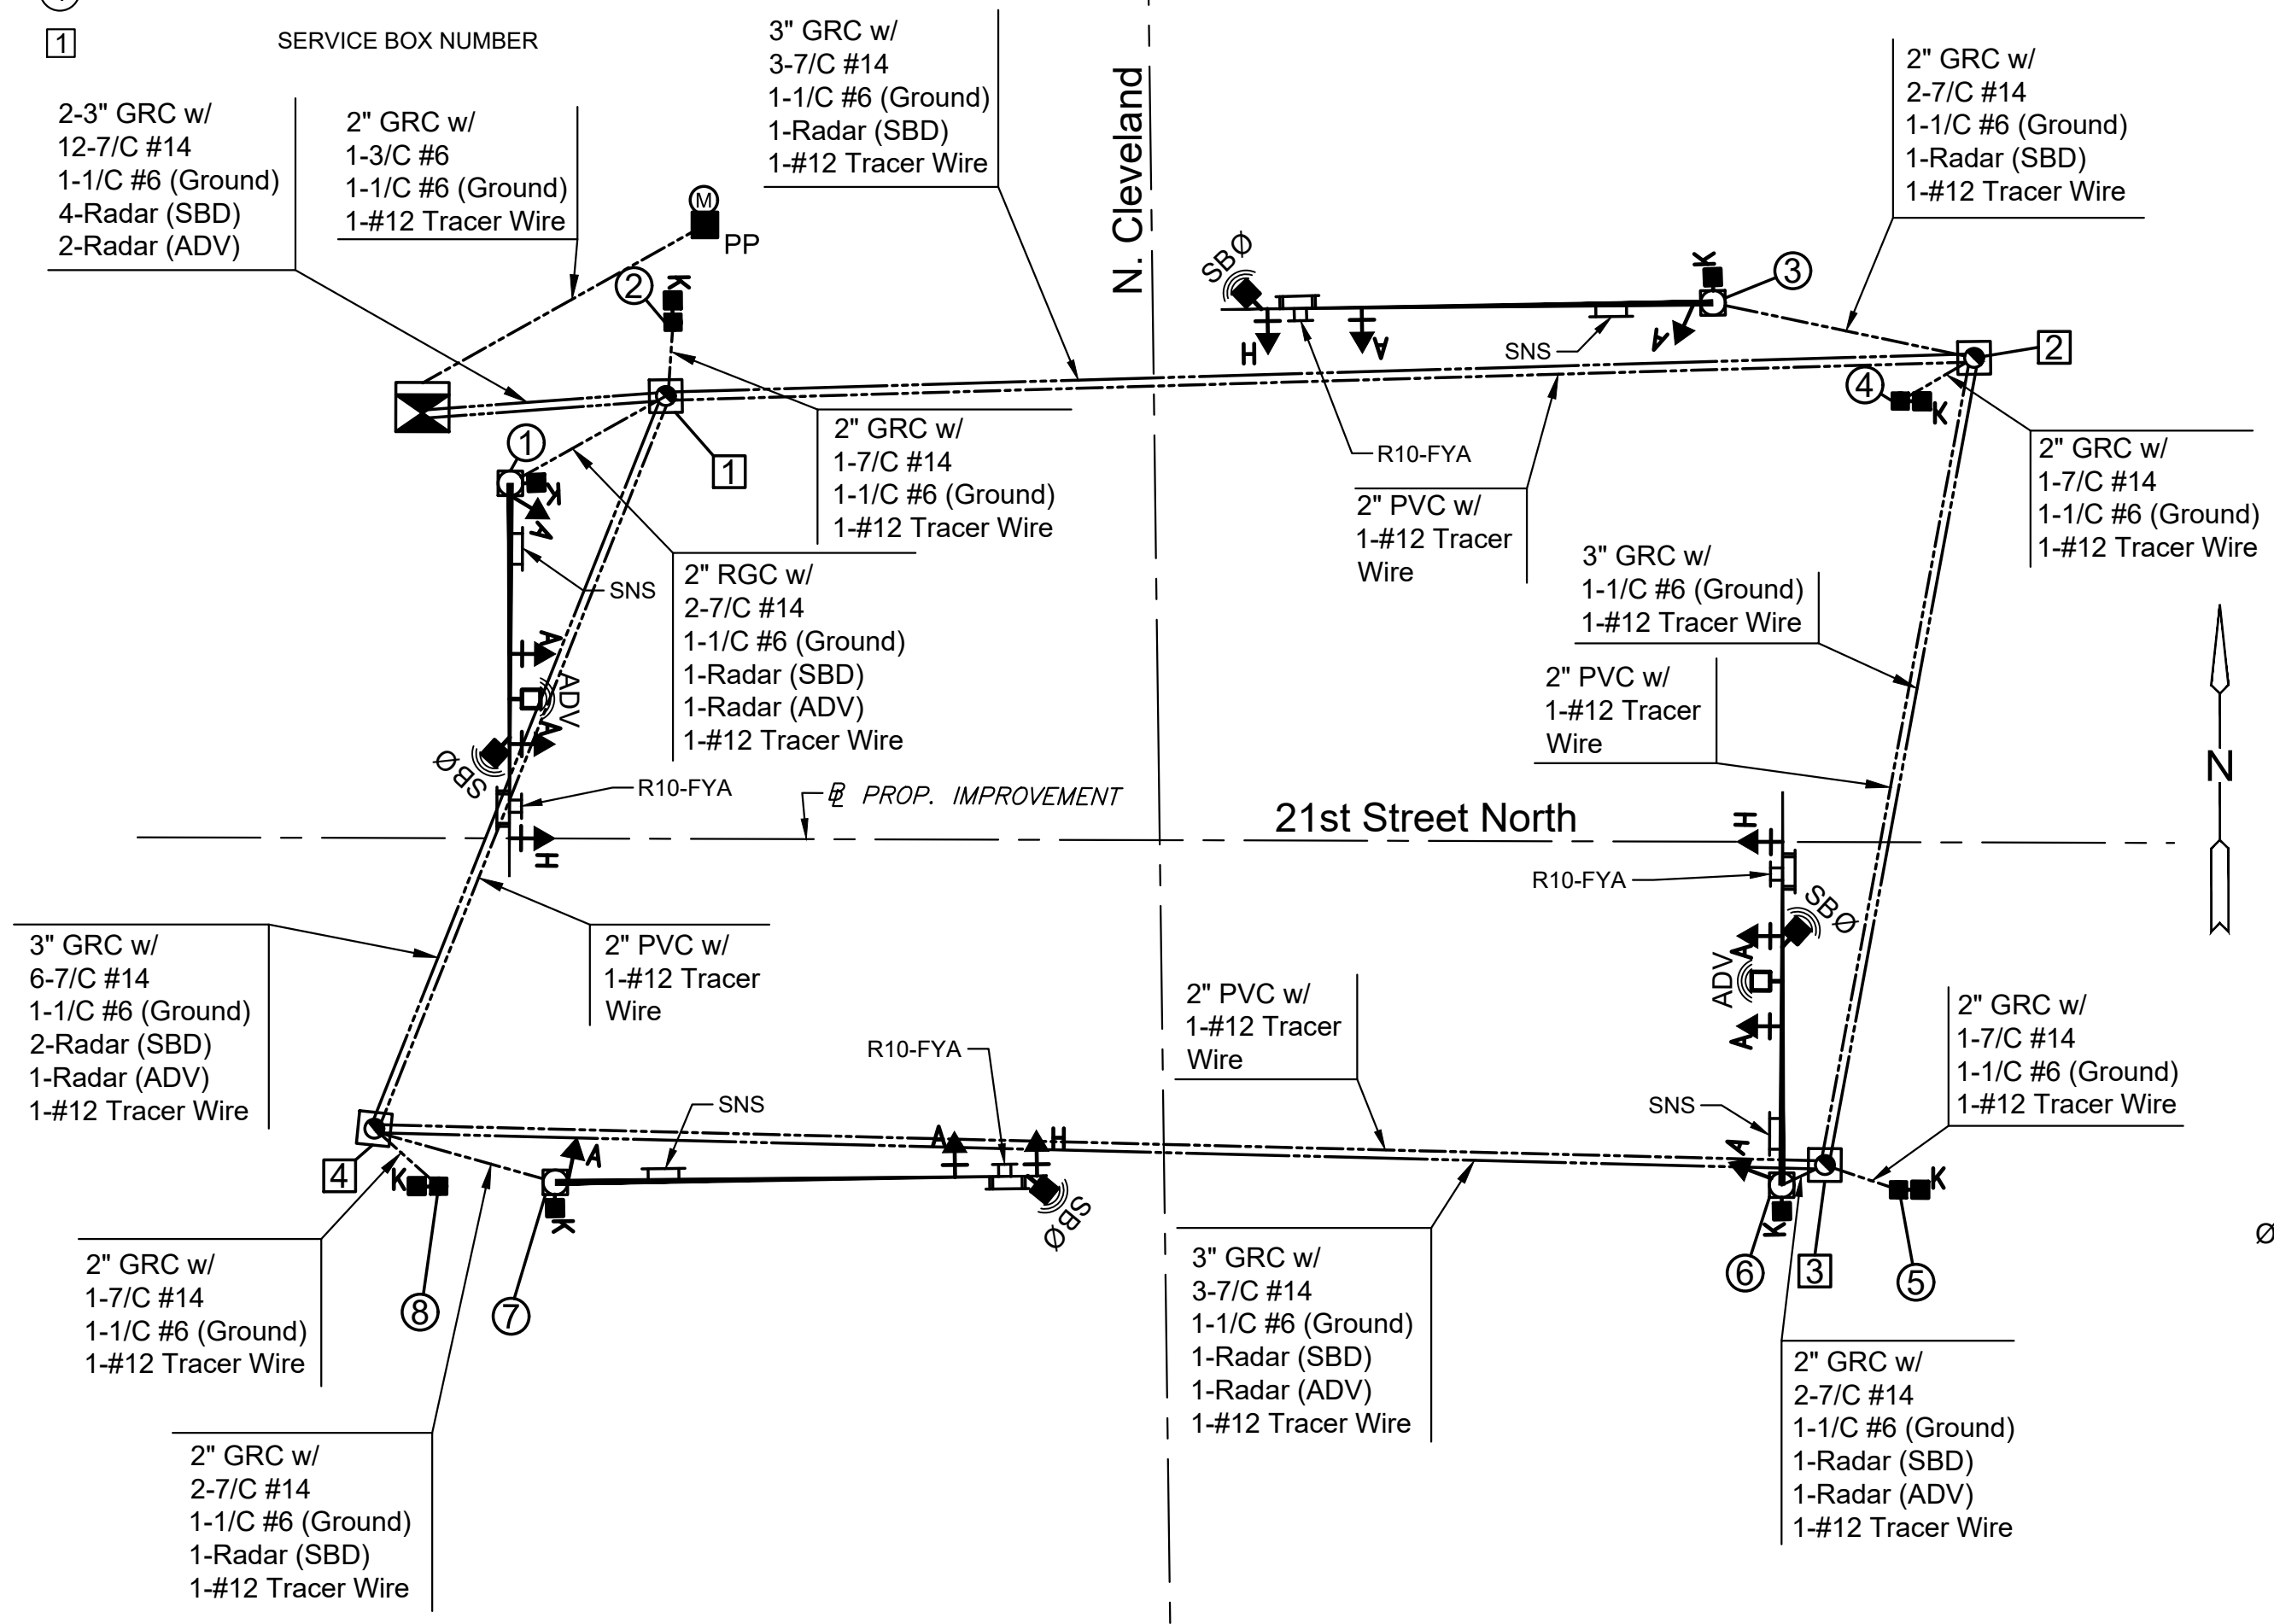 1
SERVICE BOX NUMBER
2-3" GRC w/
12-7/C #14
1-1/C #6 (Ground)
4-Radar (SBD)
2-Radar (ADV)
2" GRC w/
1-3/C #6
1-1/C #6 (Ground)
1-#12 Tracer Wire
M
PP
3" GRC w/
3-7/C #14
1-1/C #6 (Ground)
1-Radar (SBD)
1-#12 Tracer Wire
N. Cleveland
2" GRC w/
2-7/C #14
1-1/C #6 (Ground)
1-Radar (SBD)
1-#12 Tracer Wire
2
K
SBØ
H
A
SNS
A
K
3
2
4
K
R10-FYA
1
K
A
1
2" GRC w/
1-7/C #14
1-1/C #6 (Ground)
1-#12 Tracer Wire
2" PVC w/
1-#12 Tracer
Wire
2" GRC w/
1-7/C #14
1-1/C #6 (Ground)
1-#12 Tracer Wire
SNS
2" RGC w/
2-7/C #14
1-1/C #6 (Ground)
1-Radar (SBD)
1-Radar (ADV)
1-#12 Tracer Wire
3" GRC w/
1-1/C #6 (Ground)
1-#12 Tracer Wire
2" PVC w/
1-#12 Tracer
Wire
A
ADV
A
SBØ
R10-FYA
H
BL PROP. IMPROVEMENT
21st Street North
N
H
R10-FYA
SBØ
A
ADV
A
SNS
A
K
3" GRC w/
6-7/C #14
1-1/C #6 (Ground)
2-Radar (SBD)
1-Radar (ADV)
1-#12 Tracer Wire
2" PVC w/
1-#12 Tracer
Wire
2" PVC w/
1-#12 Tracer
Wire
2" GRC w/
1-7/C #14
1-1/C #6 (Ground)
1-#12 Tracer Wire
4
K
A
K
SNS
A
R10-FYA
H
SBØ
K
6
3
5
8
7
Ø
2" GRC w/
1-7/C #14
1-1/C #6 (Ground)
1-#12 Tracer Wire
3" GRC w/
3-7/C #14
1-1/C #6 (Ground)
1-Radar (SBD)
1-Radar (ADV)
1-#12 Tracer Wire
2" GRC w/
2-7/C #14
1-1/C #6 (Ground)
1-Radar (SBD)
1-Radar (ADV)
1-#12 Tracer Wire
2" GRC w/
2-7/C #14
1-1/C #6 (Ground)
1-Radar (SBD)
1-#12 Tracer Wire